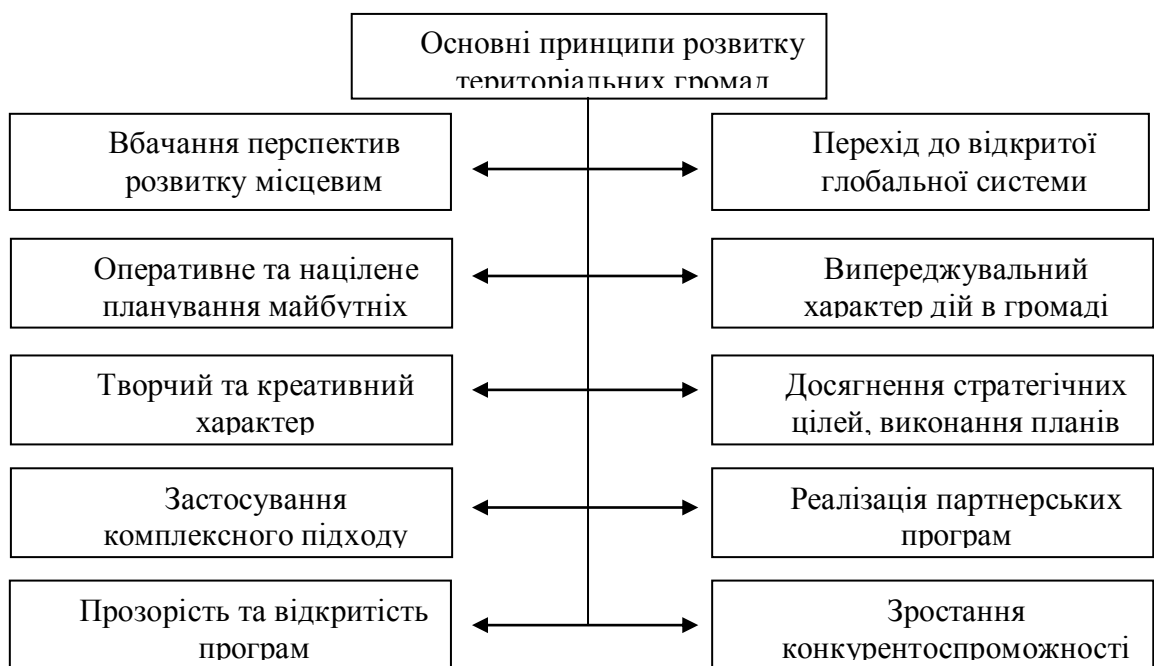 Основні принципи розвитку
територіальних громад
Вбачання перспектив
розвитку місцевим
Перехід до відкритої
глобальної системи
Оперативне та націлене
планування майбутніх
Випереджувальний
характер дій в громаді
Творчий та креативний
характер
Досягнення стратегічних
цілей, виконання планів
Застосування
комплексного підходу
Реалізація партнерських
програм
Прозорість та відкритість
програм
Зростання
конкурентоспроможності